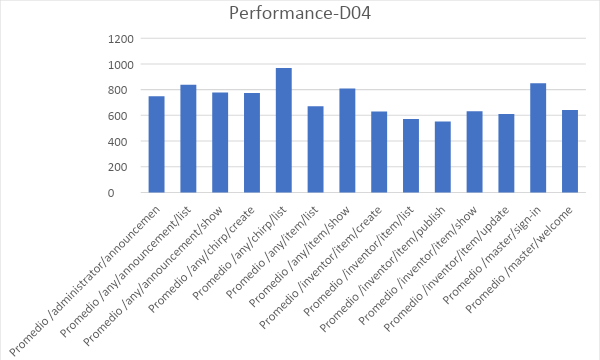 Performance-D04
1200
1000
800
600
400
200
0
Promedio /administrator/announcemen
Promedio /any/announcement/list
Promedio /any/announcement/show
Promedio /any/chirp/create
Promedio /any/chirp/list
Promedio /any/item/list
Promedio /any/item/show
Promedio /inventor/item/create
Promedio /inventor/item/list
Promedio /inventor/item/publish
Promedio /inventor/item/show
Promedio /inventor/item/update
Promedio /master/sign-in
Promedio /master/welcome